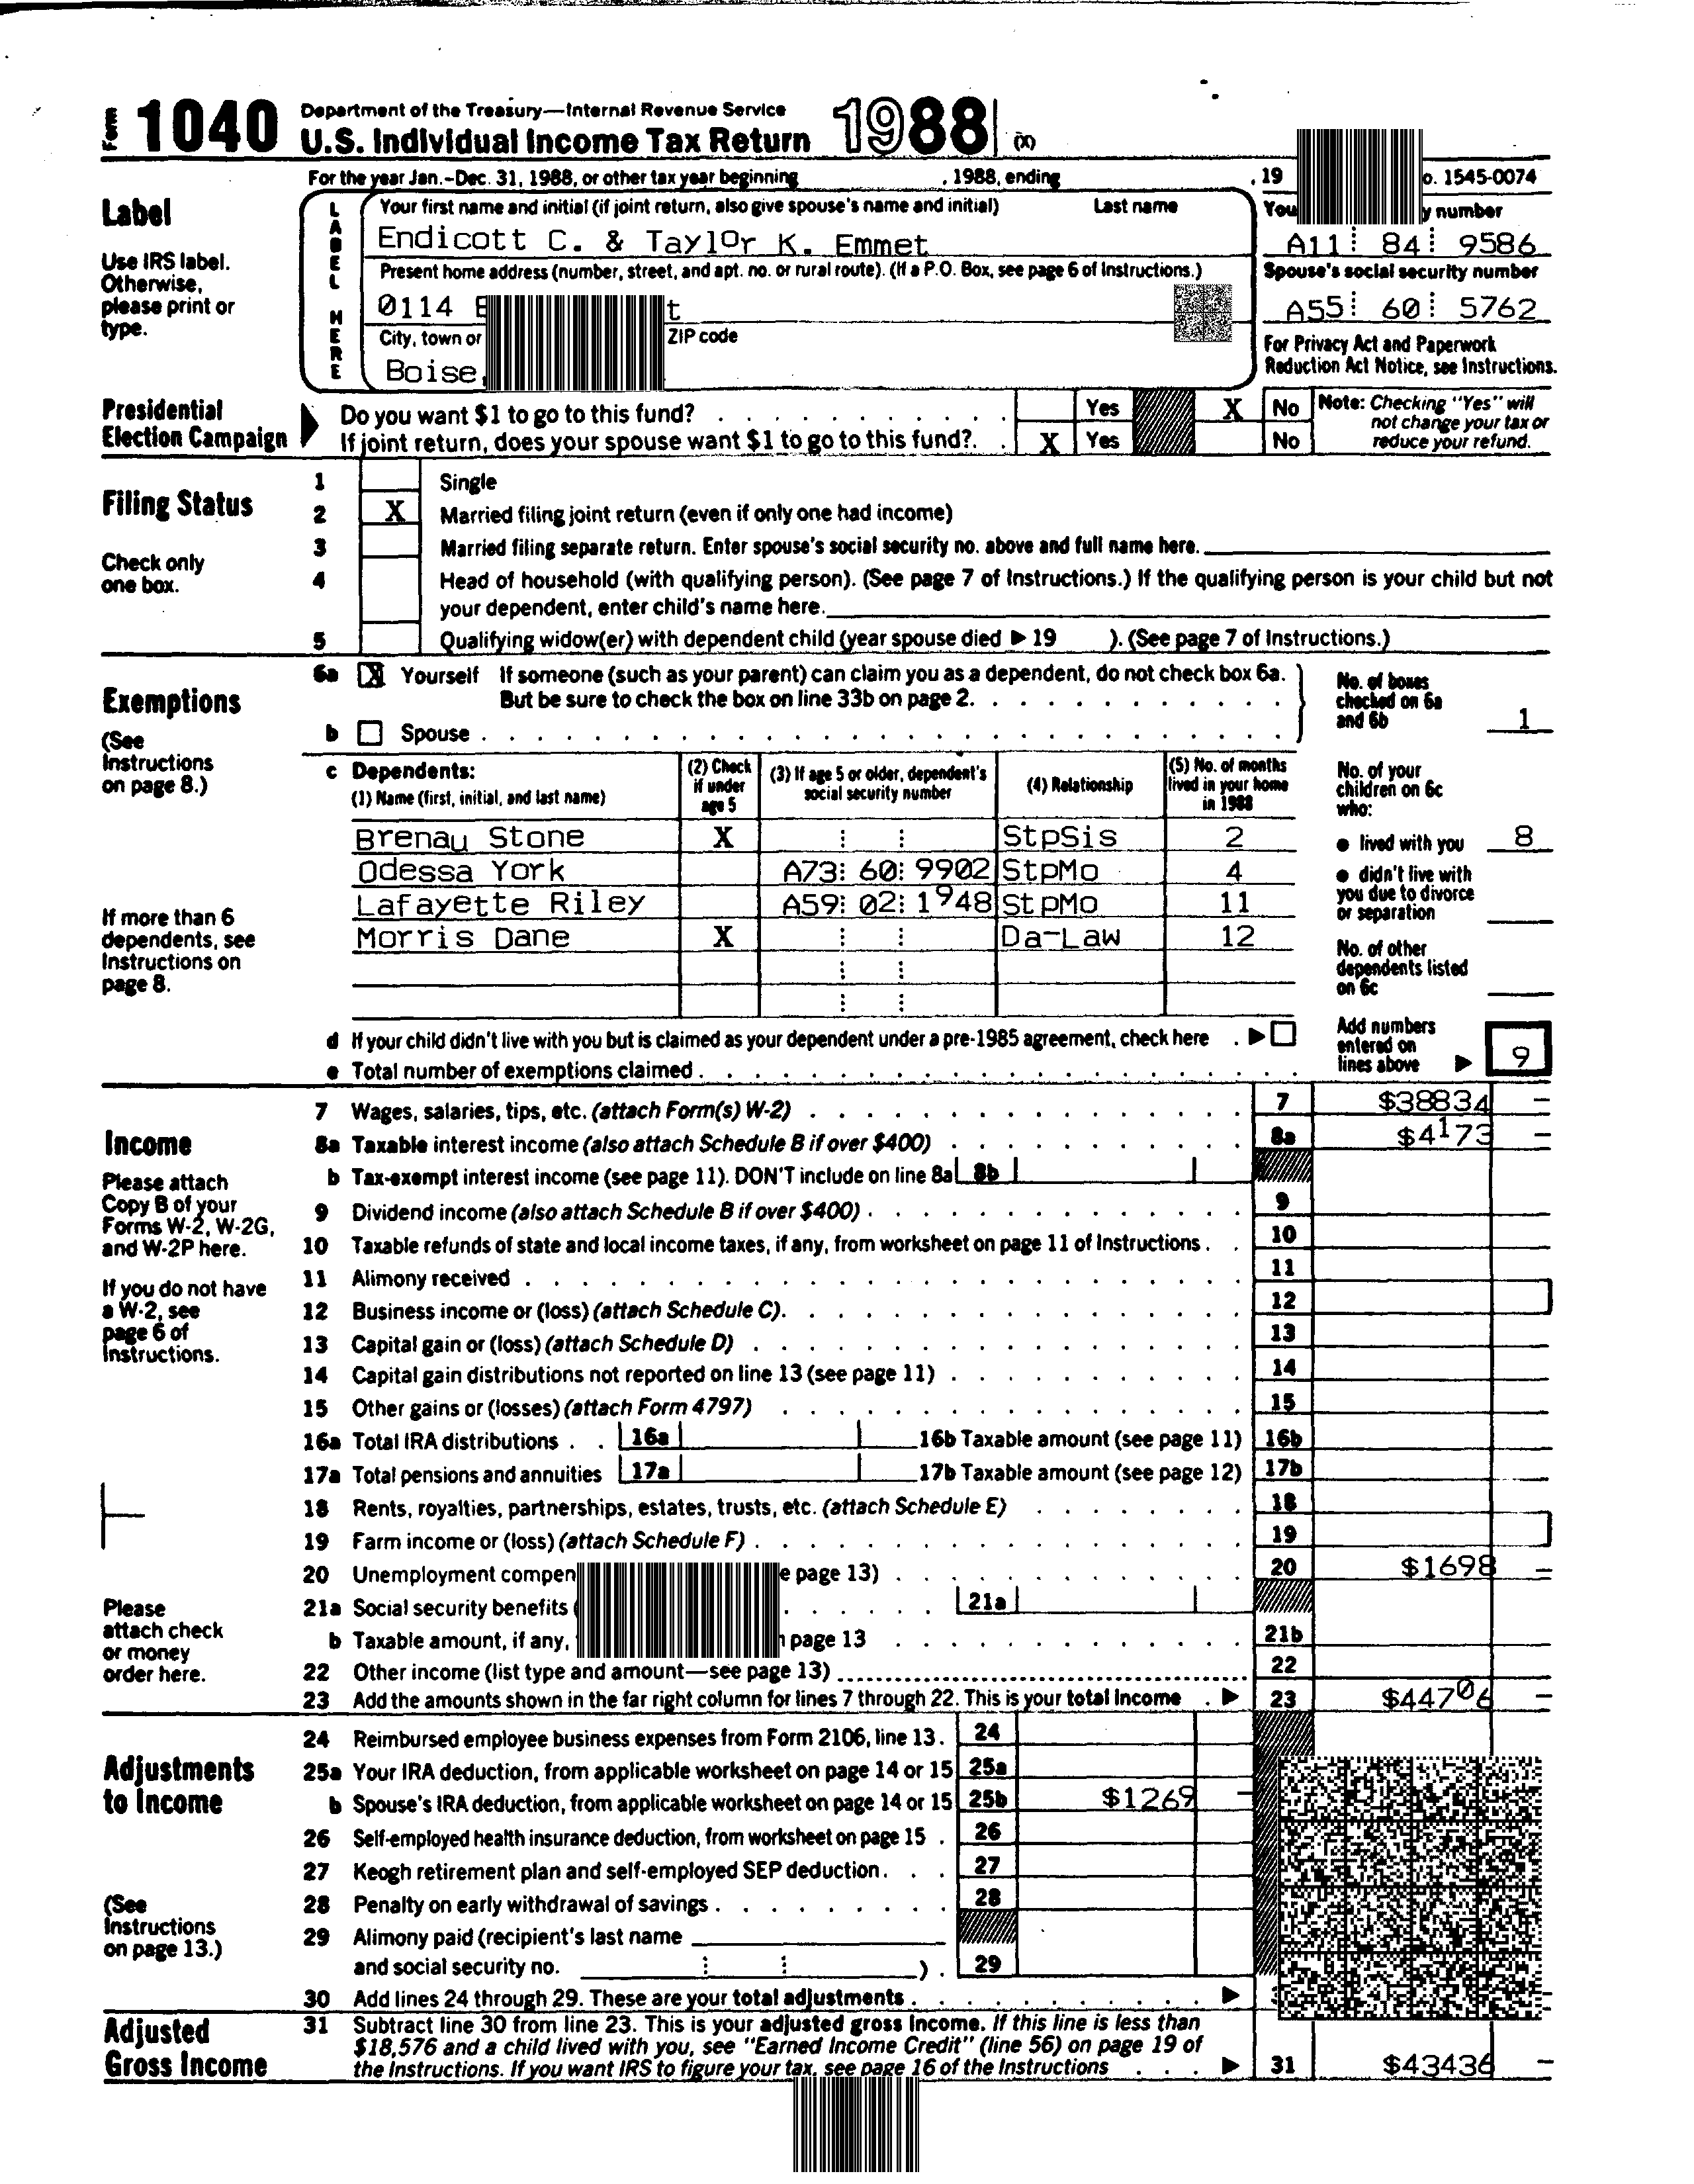 Form 1040 Department of the Treasury—Internal Revenue Service
U.S. Individual Income Tax Return 1988 (X)
For the year Jan.–Dec. 31, 1988, or other tax year beginning , 1988, ending , 19 1545-0074
Label
Use IRS label. Otherwise, please print or type.
LABEL HERE
Your first name and initial (if joint return, also give spouse's name and initial) Last name
Endicott C. & Taylor K. Emmet
number
A11 84 9586
Present home address (number, street, and apt. no. or rural route). (If a P.O. Box, see page 6 of Instructions.)
0114
Spouse's social security number
A55 60 5762
City, town or ZIP code
Boise
For Privacy Act and Paperwork Reduction Act Notice, see Instructions.
Presidential Election Campaign
Do you want $1 to go to this fund? Yes X No
If joint return, does your spouse want $1 to go to this fund?. X Yes No
Note: Checking "Yes" will not change your tax or reduce your refund.
Filing Status
Check only one box.
1 Single
2 X Married filing joint return (even if only one had income)
3 Married filing separate return. Enter spouse's social security no. above and full name here.
4 Head of household (with qualifying person). (See page 7 of Instructions.) If the qualifying person is your child but not
your dependent, enter child's name here.
5 Qualifying widow(er) with dependent child (year spouse died ▶ 19 ). (See page 7 of Instructions.)
Exemptions
(See Instructions on page 8.)
6a X Yourself If someone (such as your parent) can claim you as a dependent, do not check box 6a.
But be sure to check the box on line 33b on page 2.
b Spouse
No. of boxes checked on 6a and 6b 1
c Dependents:
(1) Name (first, initial, and last name) (2) Check if under age 5 (3) If age 5 or older, dependent's social security number (4) Relationship (5) No. of months lived in your home in 1988
Brenau Stone X StpSis 2
Odessa York A73 60 9902 StpMo 4
Lafayette Riley A59 02 1948 StpMo 11
Morris Dane X Da-Law 12
If more than 6 dependents, see Instructions on page 8.
No. of your children on 6c who:
● lived with you 8
● didn't live with you due to divorce or separation
No. of other dependents listed on 6c
d If your child didn't live with you but is claimed as your dependent under a pre-1985 agreement, check here ▶
e Total number of exemptions claimed
Add numbers entered on lines above ▶ 9
Income
Please attach Copy B of your Forms W-2, W-2G, and W-2P here.
If you do not have a W-2, see page 6 of Instructions.
Please attach check or money order here.
7 Wages, salaries, tips, etc. (attach Form(s) W-2) 7 $38834 –
8a Taxable interest income (also attach Schedule B if over $400) 8a $4173 –
b Tax-exempt interest income (see page 11). DON'T include on line 8a 8b
9 Dividend income (also attach Schedule B if over $400) 9
10 Taxable refunds of state and local income taxes, if any, from worksheet on page 11 of Instructions 10
11 Alimony received 11
12 Business income or (loss) (attach Schedule C). 12
13 Capital gain or (loss) (attach Schedule D) 13
14 Capital gain distributions not reported on line 13 (see page 11) 14
15 Other gains or (losses) (attach Form 4797) 15
16a Total IRA distributions 16a 16b Taxable amount (see page 11) 16b
17a Total pensions and annuities 17a 17b Taxable amount (see page 12) 17b
18 Rents, royalties, partnerships, estates, trusts, etc. (attach Schedule E) 18
19 Farm income or (loss) (attach Schedule F) 19
20 Unemployment page 13) 20 $1698 –
21a Social security benefits 21a
b Taxable amount, if any, page 13 21b
22 Other income (list type and amount—see page 13) 22
23 Add the amounts shown in the far right column for lines 7 through 22. This is your total income ▶ 23 $44706 –
Adjustments to Income
(See Instructions on page 13.)
24 Reimbursed employee business expenses from Form 2106, line 13. 24
25a Your IRA deduction, from applicable worksheet on page 14 or 15 25a
b Spouse's IRA deduction, from applicable worksheet on page 14 or 15 25b $1269 –
26 Self-employed health insurance deduction, from worksheet on page 15 26
27 Keogh retirement plan and self-employed SEP deduction. 27
28 Penalty on early withdrawal of savings 28
29 Alimony paid (recipient's last name
and social security no. ). 29
30 Add lines 24 through 29. These are your total adjustments ▶
Adjusted Gross Income
31 Subtract line 30 from line 23. This is your adjusted gross income. If this line is less than
$18,576 and a child lived with you, see "Earned Income Credit" (line 56) on page 19 of
the Instructions. If you want IRS to figure your tax, see page 16 of the Instructions ▶ 31 $43436 –